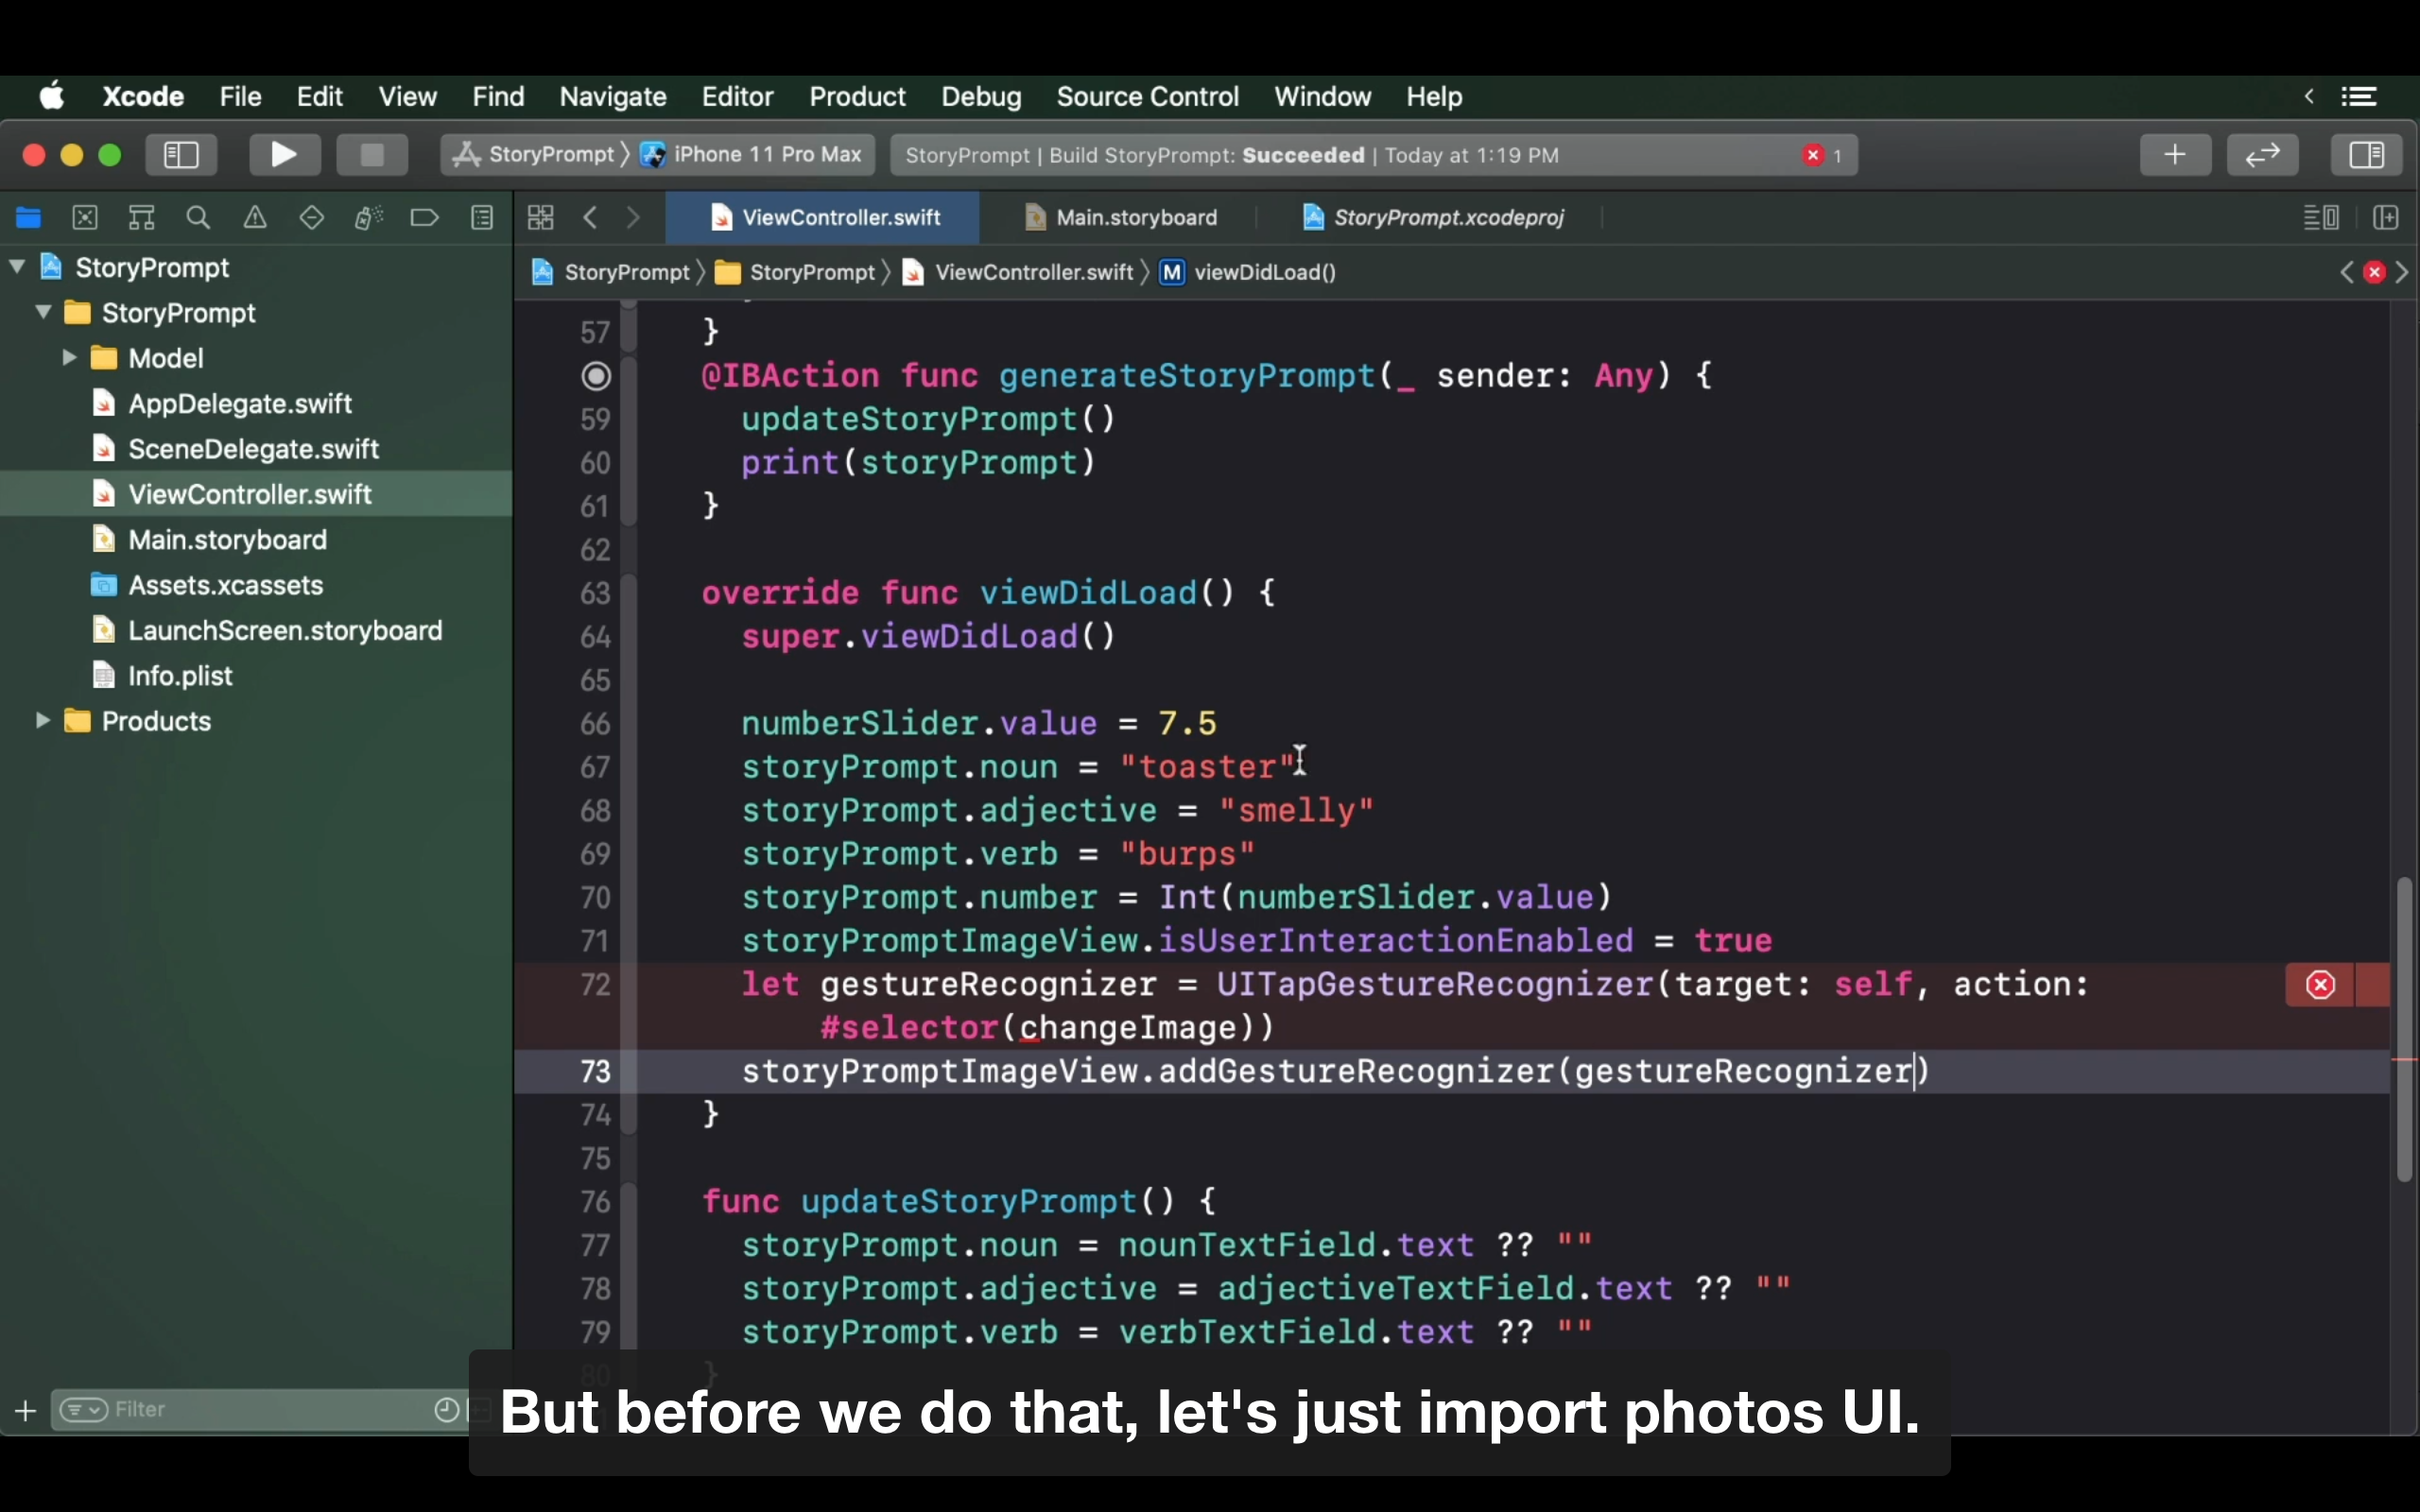 Xcode File Edit View Find Navigate Editor Product Debug Source Control Window Help
StoryPrompt 〉 iPhone 11 Pro Max
StoryPrompt | Build StoryPrompt: Succeeded | Today at 1:19 PM
1
ViewController.swift
Main.storyboard
StoryPrompt.xcodeproj
StoryPrompt 〉 StoryPrompt 〉 ViewController.swift 〉 M viewDidLoad()
StoryPrompt
StoryPrompt
Model
AppDelegate.swift
SceneDelegate.swift
ViewController.swift
Main.storyboard
Assets.xcassets
LaunchScreen.storyboard
Info.plist
Products
Filter
57 }
@IBAction func generateStoryPrompt(_ sender: Any) {
59 updateStoryPrompt()
60 print(storyPrompt)
61 }
62
63 override func viewDidLoad() {
64 super.viewDidLoad()
65
66 numberSlider.value = 7.5
67 storyPrompt.noun = "toaster"
68 storyPrompt.adjective = "smelly"
69 storyPrompt.verb = "burps"
70 storyPrompt.number = Int(numberSlider.value)
71 storyPromptImageView.isUserInteractionEnabled = true
72 let gestureRecognizer = UITapGestureRecognizer(target: self, action:
#selector(changeImage))
73 storyPromptImageView.addGestureRecognizer(gestureRecognizer)
74 }
75
76 func updateStoryPrompt() {
77 storyPrompt.noun = nounTextField.text ?? ""
78 storyPrompt.adjective = adjectiveTextField.text ?? ""
79 storyPrompt.verb = verbTextField.text ?? ""
80 }
But before we do that, let's just import photos UI.